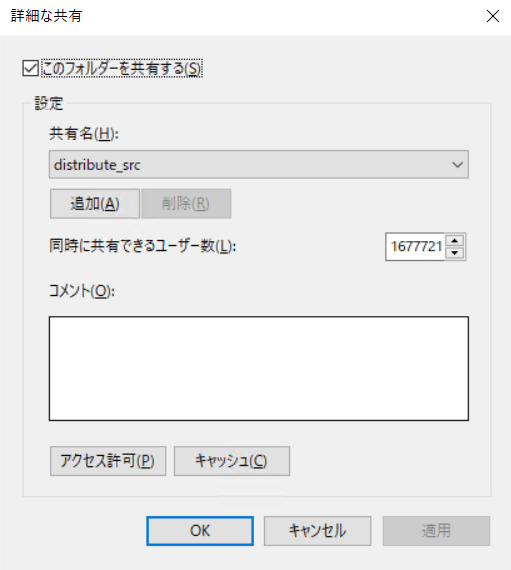 詳細な共有
このフォルダーを共有する(S)
設定
共有名(H):
distribute_src
追加(A) 削除(R)
同時に共有できるユーザー数(L): 1677721
コメント(O):
アクセス許可(P) キャッシュ(C)
OK キャンセル 適用